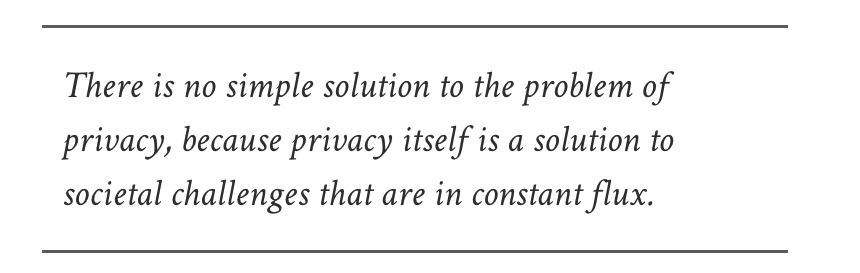 There is no simple solution to the problem of
privacy, because privacy itself is a solution to
societal challenges that are in constant flux.